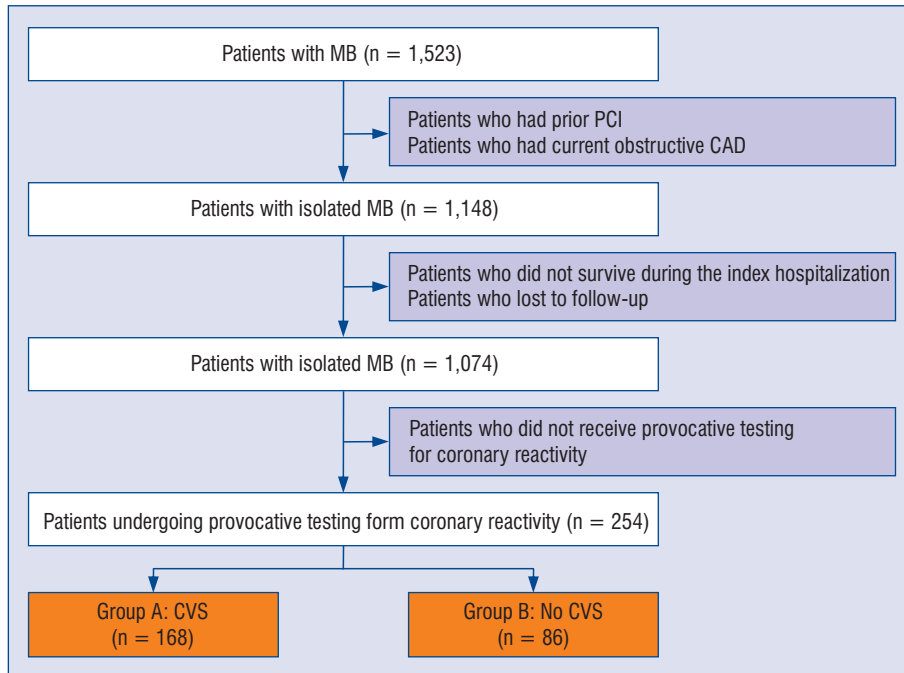 Patients with MB (n = 1,523)
Patients who had prior PCI
Patients who had current obstructive CAD
Patients with isolated MB (n = 1,148)
Patients who did not survive during the index hospitalization
Patients who lost to follow-up
Patients with isolated MB (n = 1,074)
Patients who did not receive provocative testing
for coronary reactivity
Patients undergoing provocative testing form coronary reactivity (n = 254)
Group A: CVS
(n = 168)
Group B: No CVS
(n = 86)